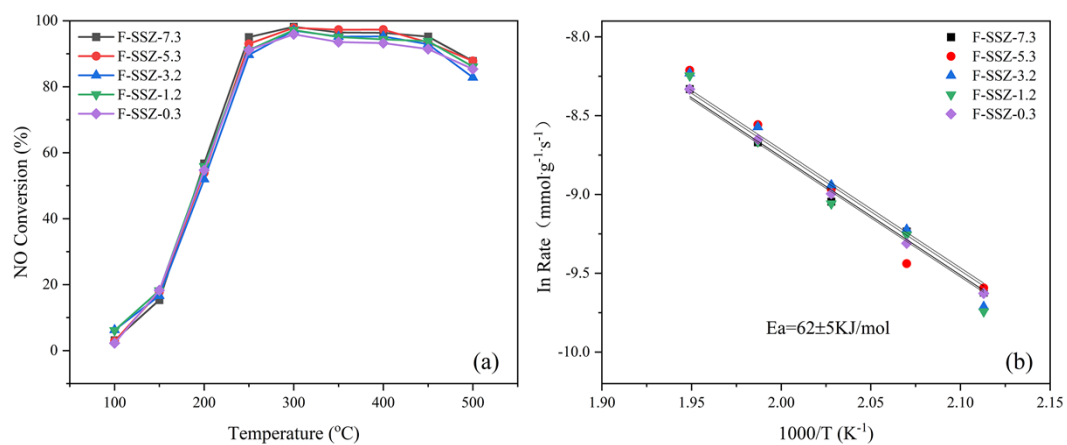 100
80
60
40
20
0
NO Conversion (%)
F-SSZ-7.3
F-SSZ-5.3
F-SSZ-3.2
F-SSZ-1.2
F-SSZ-0.3
(a)
100
200
300
400
500
Temperature (°C)
-8.0
-8.5
-9.0
-9.5
-10.0
ln Rate（mmol·g⁻¹·s⁻¹)
F-SSZ-7.3
F-SSZ-5.3
F-SSZ-3.2
F-SSZ-1.2
F-SSZ-0.3
Ea=62±5KJ/mol
(b)
1.90
1.95
2.00
2.05
2.10
2.15
1000/T (K⁻¹)